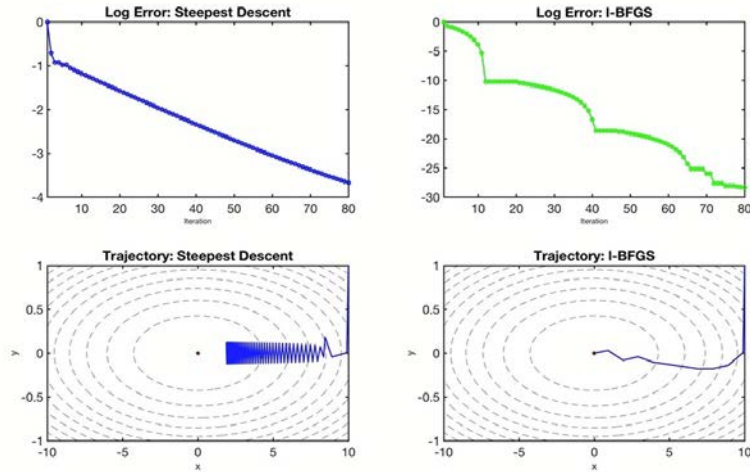 Log Error: Steepest Descent
0
-1
-2
-3
-4
10 20 30 40 50 60 70 80
Iteration
Log Error: l-BFGS
0
-5
-10
-15
-20
-25
-30
10 20 30 40 50 60 70 80
Iteration
Trajectory: Steepest Descent
1
0.5
y
0
-0.5
-1
-10 -5 0 5 10
x
Trajectory: l-BFGS
1
0.5
y
0
-0.5
-1
-10 -5 0 5 10
x